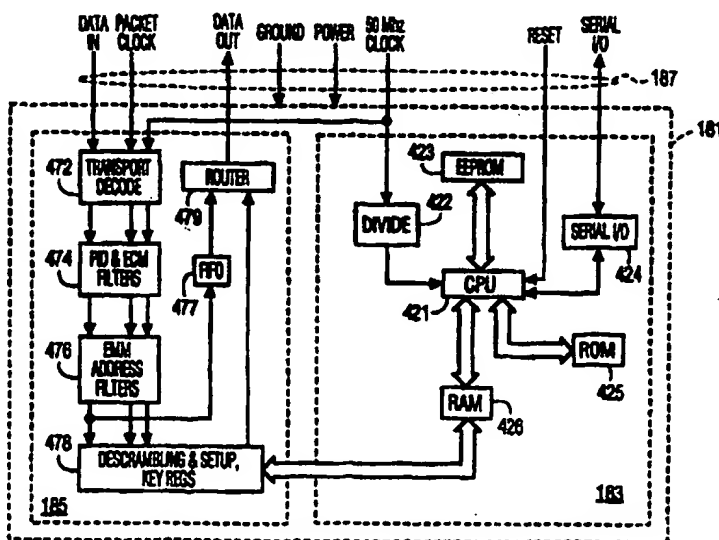 DATA IN
PACKET CLOCK
DATA OUT
GROUND
POWER
50 Mhz CLOCK
RESET
SERIAL I/O
187
181
472
TRANSPORT DECODE
ROUTER
479
423
EEPROM
DIVIDE
422
SERIAL I/O
424
474
PID & ECM FILTERS
FIFO
477
CPU
421
476
EMM ADDRESS FILTERS
ROM
425
RAM
426
478
DESCRAMBLING & SETUP, KEY REGS
185
183